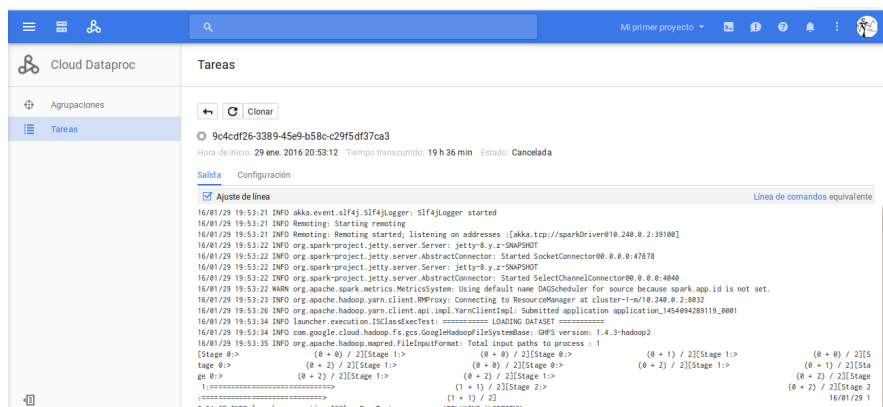 Mi primer proyecto
Cloud Dataproc
Tareas
Agrupaciones
Tareas
Clonar
9c4cdf26-3389-45e9-b58c-c29f5df37ca3
Hora de inicio: 29 ene. 2016 20:53:12 Tiempo transcurrido: 19 h 36 min Estado: Cancelada
Salida Configuración
Ajuste de línea Línea de comandos equivalente
16/01/29 19:53:21 INFO akka.event.slf4j.Slf4jLogger: Slf4jLogger started
16/01/29 19:53:21 INFO Remoting: Starting remoting
16/01/29 19:53:21 INFO Remoting: Remoting started; listening on addresses :[akka.tcp://sparkDriver@10.240.0.2:39100]
16/01/29 19:53:22 INFO org.spark-project.jetty.server.Server: jetty-8.y.z-SNAPSHOT
16/01/29 19:53:22 INFO org.spark-project.jetty.server.AbstractConnector: Started SocketConnector@0.0.0.0:47878
16/01/29 19:53:22 INFO org.spark-project.jetty.server.Server: jetty-8.y.z-SNAPSHOT
16/01/29 19:53:22 INFO org.spark-project.jetty.server.AbstractConnector: Started SelectChannelConnector@0.0.0.0:4040
16/01/29 19:53:22 WARN org.apache.spark.metrics.MetricsSystem: Using default name DAGScheduler for source because spark.app.id is not set.
16/01/29 19:53:23 INFO org.apache.hadoop.yarn.client.RMProxy: Connecting to ResourceManager at cluster-1-m/10.240.0.2:8032
16/01/29 19:53:26 INFO org.apache.hadoop.yarn.client.api.impl.YarnClientImpl: Submitted application application_1454094289119_0001
16/01/29 19:53:34 INFO launcher.execution.ISClassExecTest: =========== LOADING DATASET ===========
16/01/29 19:53:34 INFO com.google.cloud.hadoop.fs.gcs.GoogleHadoopFileSystemBase: GHFS version: 1.4.3-hadoop2
16/01/29 19:53:35 INFO org.apache.hadoop.mapred.FileInputFormat: Total input paths to process : 1
[Stage 0:> (0 + 0) / 2][Stage 1:> (0 + 0) / 2][Stage 0:> (0 + 1) / 2][Stage 1:> (0 + 0) / 2][S
tage 0:> (0 + 2) / 2][Stage 1:> (0 + 0) / 2][Stage 0:> (0 + 2) / 2][Stage 1:> (0 + 1) / 2][Sta
ge 0:> (0 + 2) / 2][Stage 1:> (0 + 2) / 2][Stage 0:> (0 + 2) / 2][Stage
1:=============================> (1 + 1) / 2][Stage 2:> (0 + 2) / 2][Stage 2
:=============================> (1 + 1) / 2] 16/01/29 1